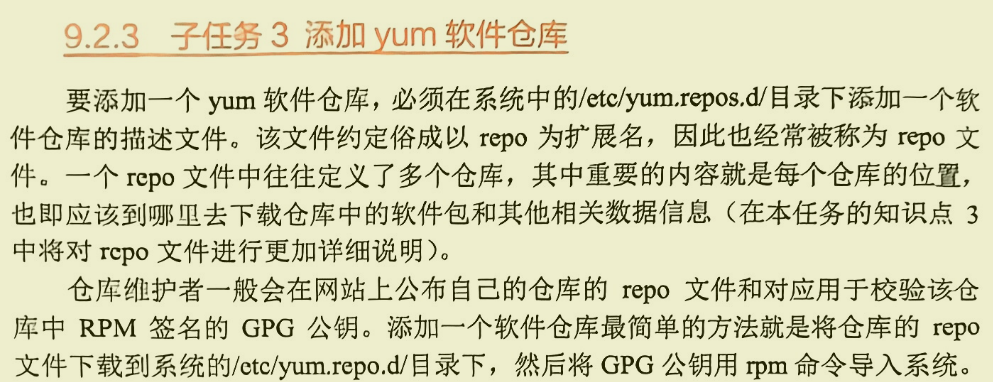 9.2.3 子任务 3 添加 yum 软件仓库
要添加一个 yum 软件仓库，必须在系统中的/etc/yum.repos.d/目录下添加一个软
件仓库的描述文件。该文件约定俗成以 repo 为扩展名，因此也经常被称为 repo 文
件。一个 repo 文件中往往定义了多个仓库，其中重要的内容就是每个仓库的位置，
也即应该到哪里去下载仓库中的软件包和其他相关数据信息（在本任务的知识点 3
中将对 repo 文件进行更加详细说明）。
仓库维护者一般会在网站上公布自己的仓库的 repo 文件和对应用于校验该仓
库中 RPM 签名的 GPG 公钥。添加一个软件仓库最简单的方法就是将仓库的 repo
文件下载到系统的/etc/yum.repo.d/目录下，然后将 GPG 公钥用 rpm 命令导入系统。